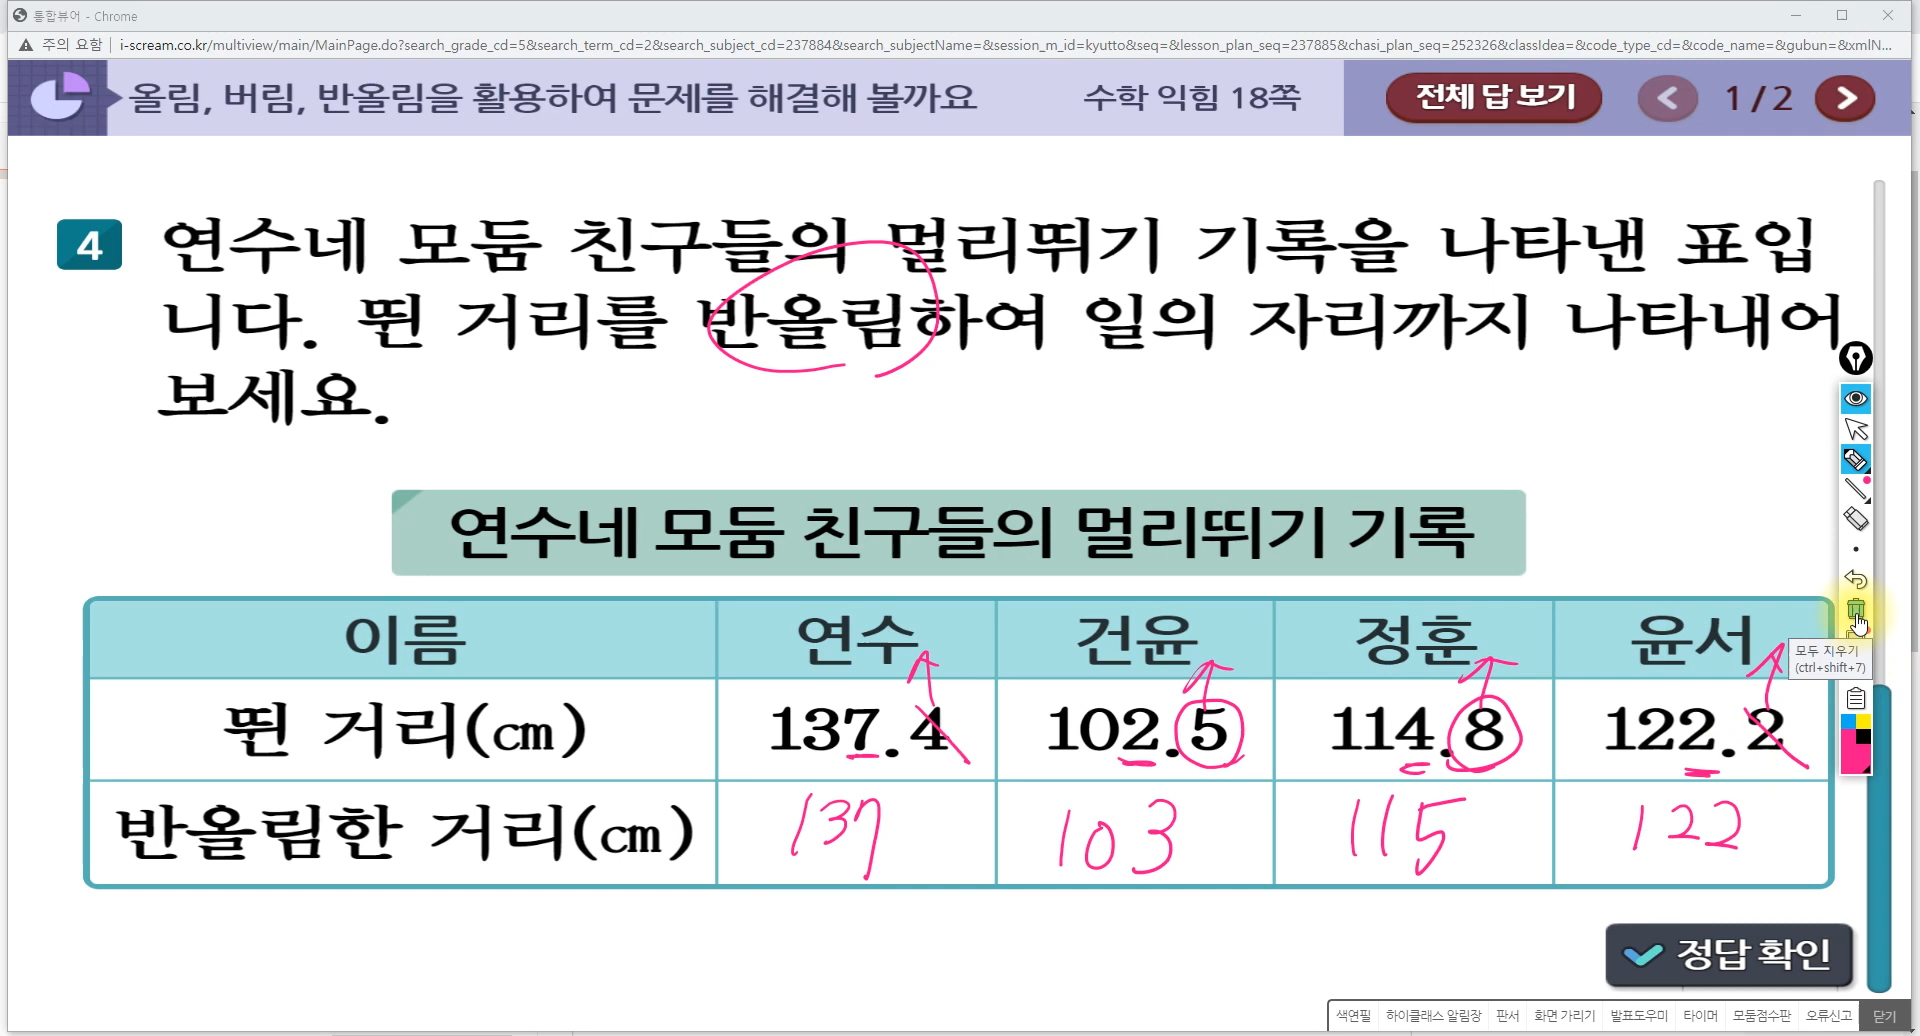 통합뷰어 - Chrome
주의 요함 | i-scream.co.kr/multiview/main/MainPage.do?search_grade_cd=5&search_term_cd=2&search_subject_cd=237884&search_subjectName=&session_m_id=kyutto&seq=&lesson_plan_seq=237885&chasi_plan_seq=252326&classIdea=&code_type_cd=&code_name=&gubun=&xmlN...
올림, 버림, 반올림을 활용하여 문제를 해결해 볼까요 수학 익힘 18쪽 전체 답 보기 1 / 2
4 연수네 모둠 친구들의 멀리뛰기 기록을 나타낸 표입
니다. 뛴 거리를 반올림하여 일의 자리까지 나타내어
보세요.
연수네 모둠 친구들의 멀리뛰기 기록
이름 연수 건윤 정훈 윤서
모두 지우기
(ctrl+shift+7)
뛴 거리(cm) 137.4 102.5 114.8 122.2
반올림한 거리(cm) 137 103 115 122
정답 확인
색연필 하이클래스 알림장 판서 화면 가리기 발표도우미 타이머 모둠점수판 오류신고 닫기